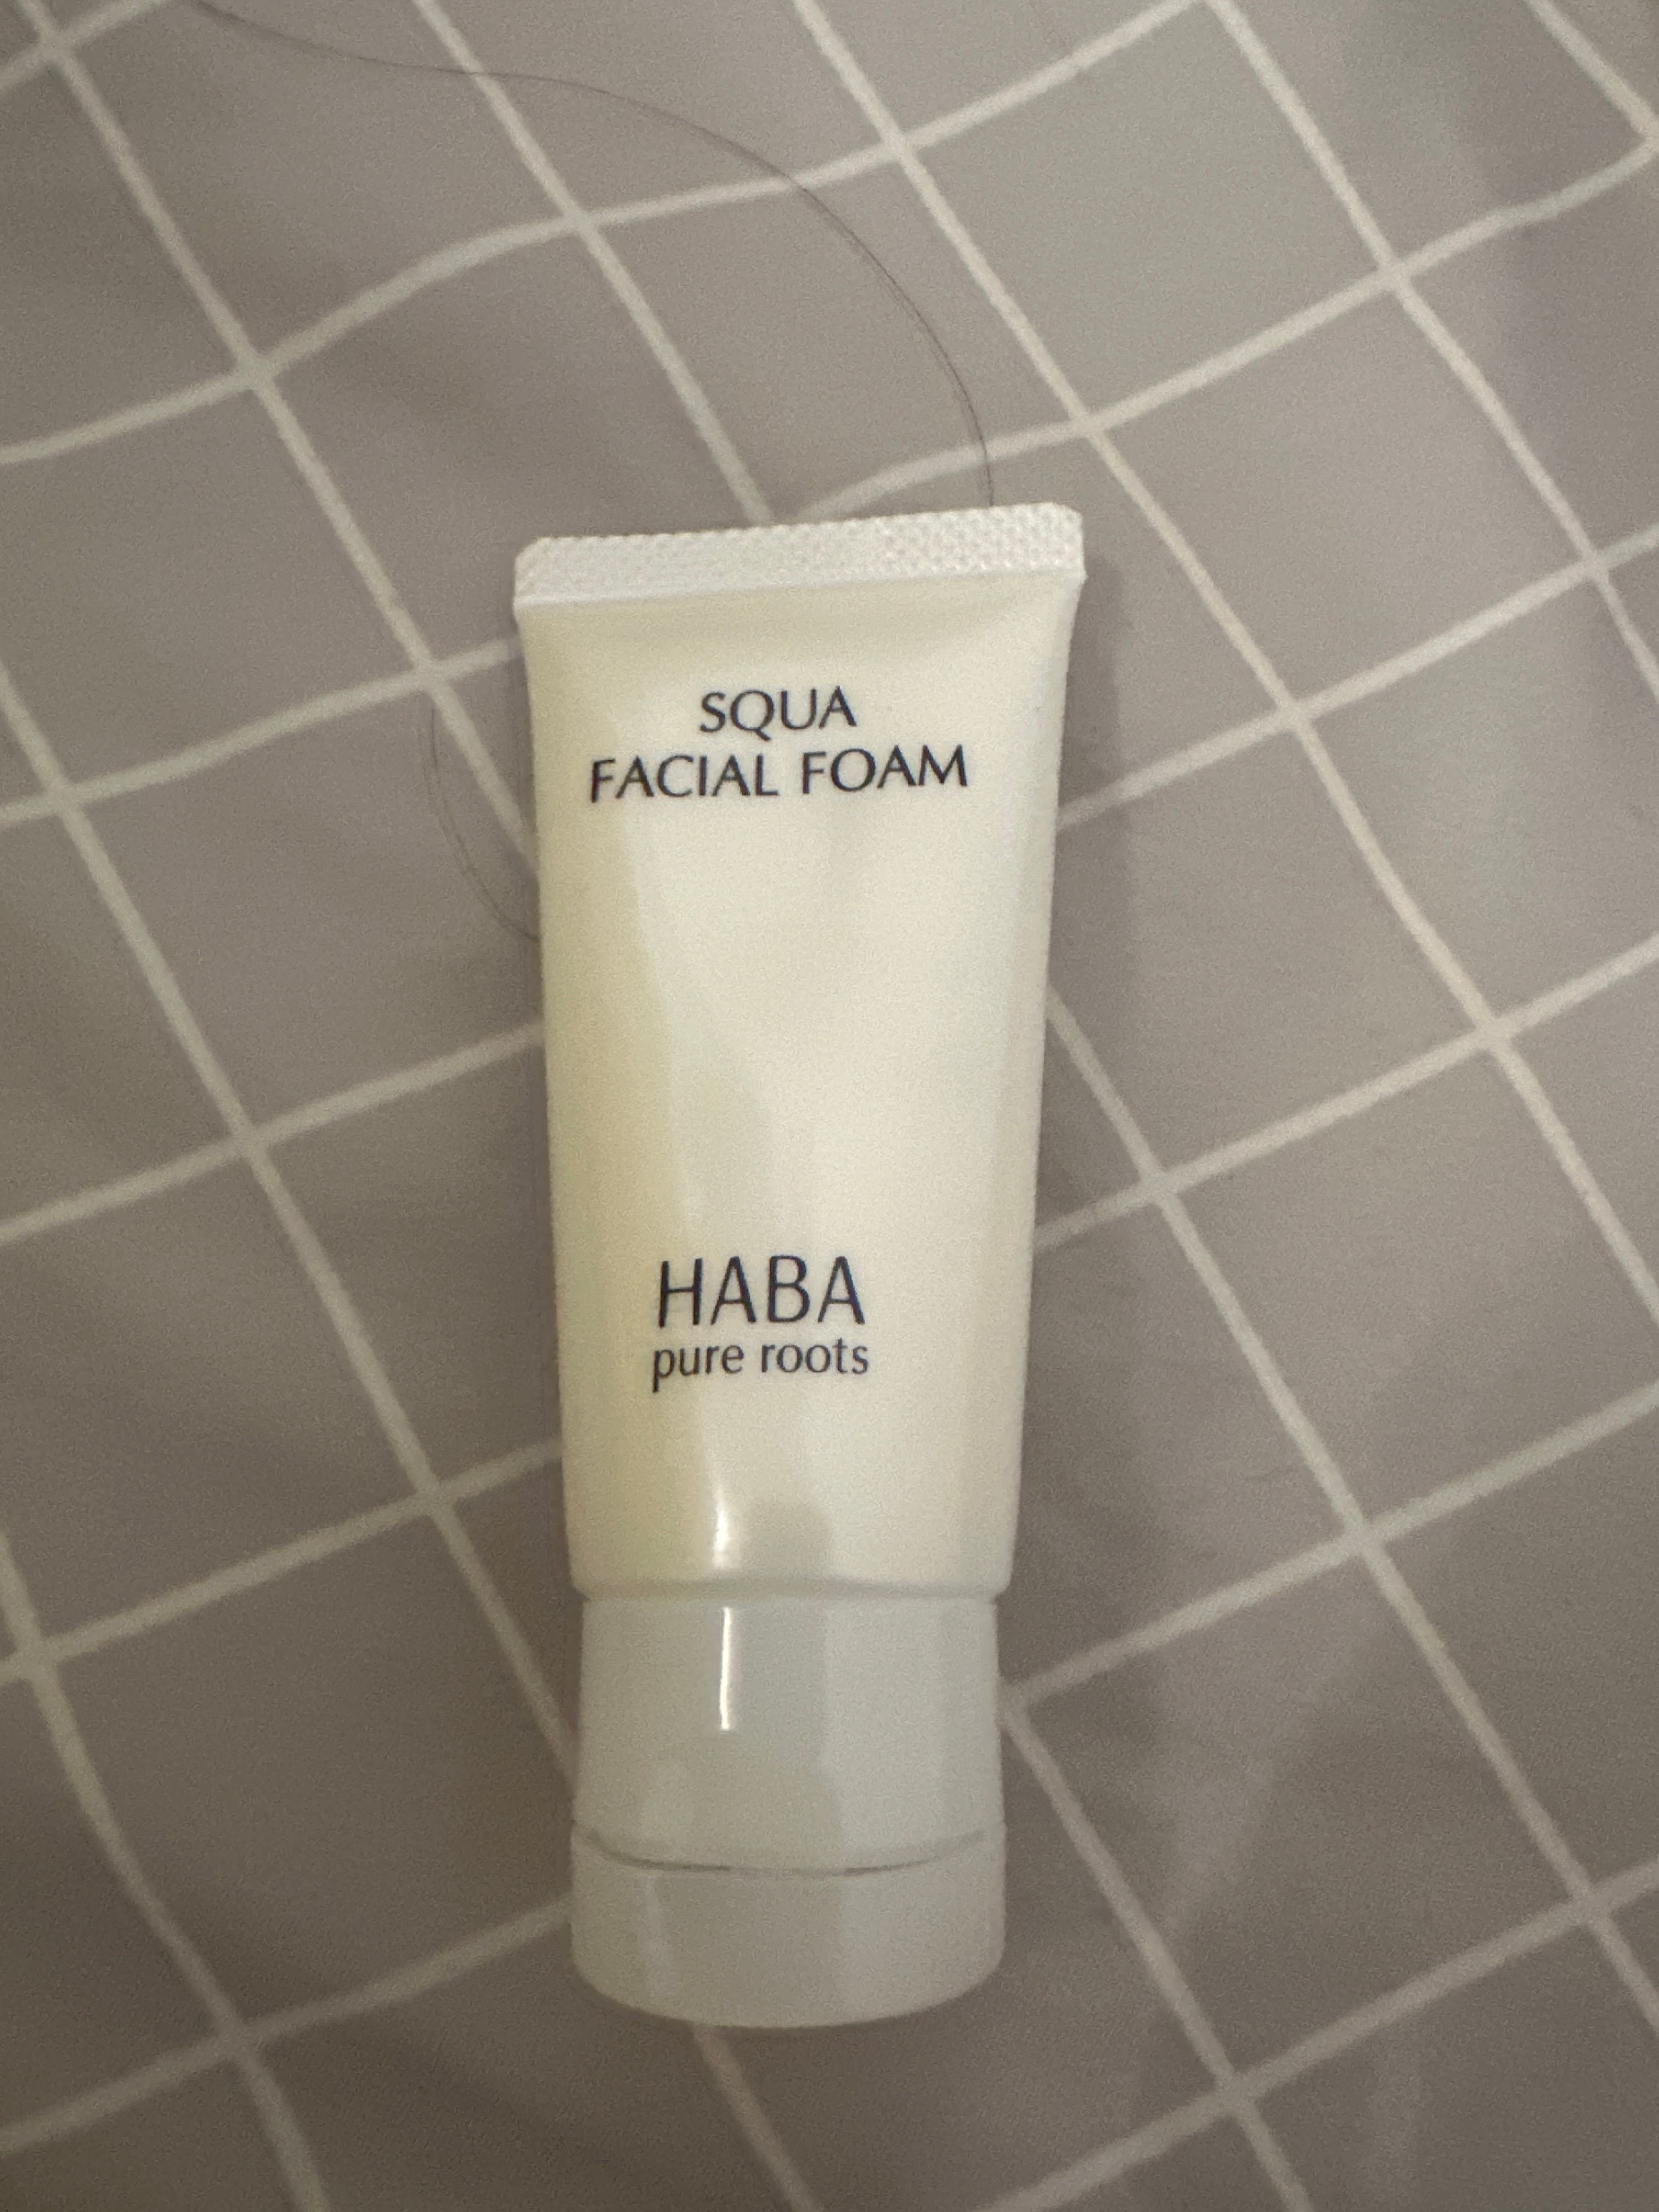 SQUA
FACIAL FOAM
HABA
pure roots